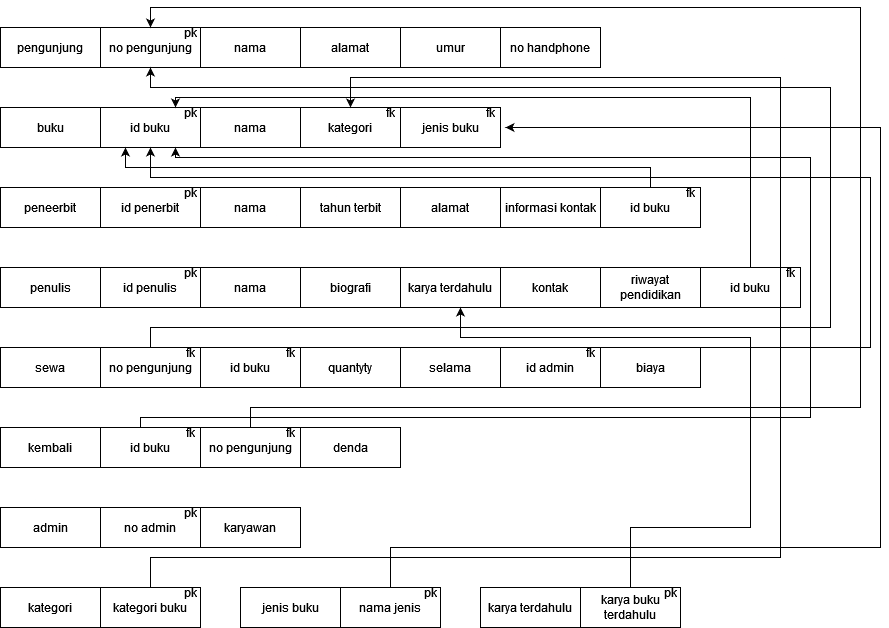 pk
pengunjung no pengunjung nama alamat umur no handphone
pk fk fk
buku id buku nama kategori jenis buku
pk fk
peneerbit id penerbit nama tahun terbit alamat informasi kontak id buku
pk fk
penulis id penulis nama biografi karya terdahulu kontak riwayat pendidikan id buku
fk fk fk
sewa no pengunjung id buku quantyty selama id admin biaya
fk fk
kembali id buku no pengunjung denda
pk
admin no admin karyawan
pk pk pk
kategori kategori buku jenis buku nama jenis karya terdahulu karya buku terdahulu